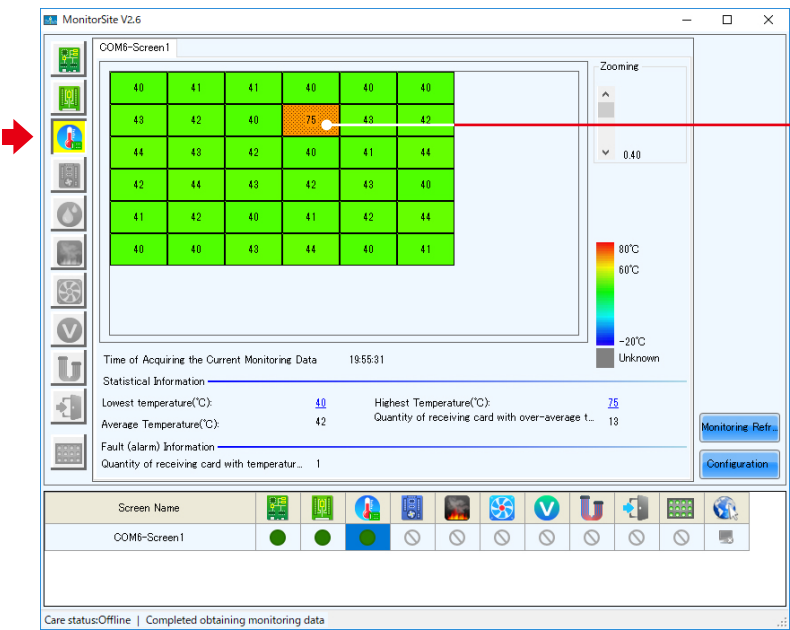 MonitorSite V2.6
COM6-Screen1
Zooming
40 41 41 40 40 40
43 42 40 75 43 42
44 43 42 40 41 44
42 44 43 42 43 40
41 42 40 41 42 44
40 40 43 44 40 41
0.40
80℃
60℃
-20℃
Unknown
Time of Acquiring the Current Monitoring Data 19:55:31
Statistical Information
Lowest temperature(℃): 40 Highest Temperature(℃): 75
Average Temperature(℃): 42 Quantity of receiving card with over-average t... 13
Fault (alarm) Information
Quantity of receiving card with temperatur... 1
Monitoring Refr...
Configuration
Screen Name
COM6-Screen1
Care status:Offline | Completed obtaining monitoring data